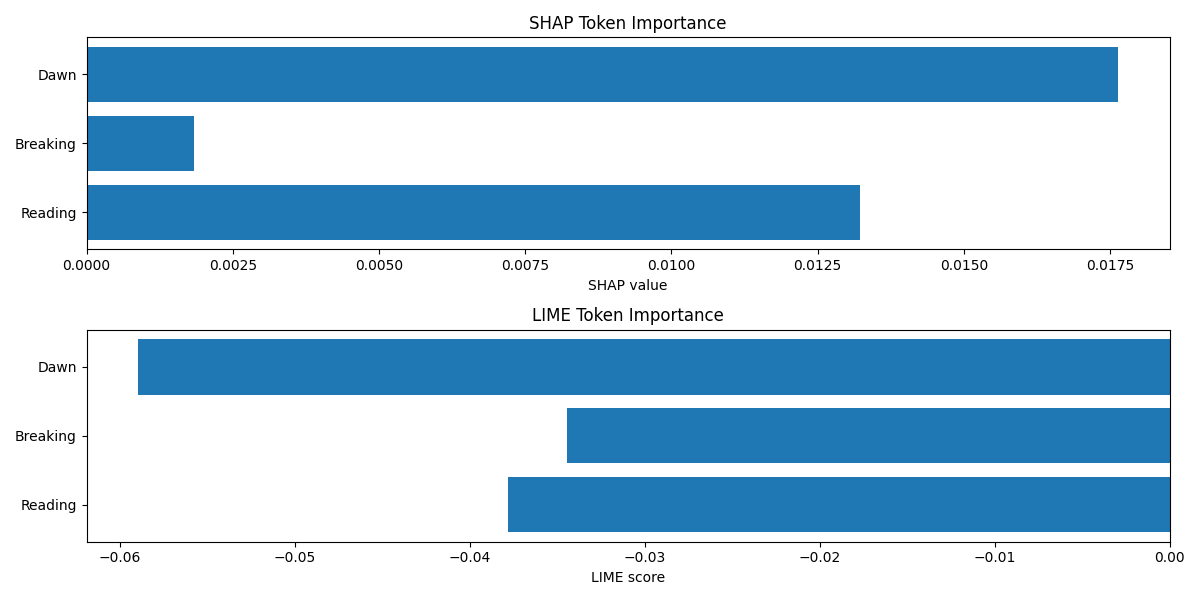 SHAP Token Importance
Dawn
Breaking
Reading
0.0000 0.0025 0.0050 0.0075 0.0100 0.0125 0.0150 0.0175
SHAP value
LIME Token Importance
Dawn
Breaking
Reading
−0.06 −0.05 −0.04 −0.03 −0.02 −0.01 0.00
LIME score